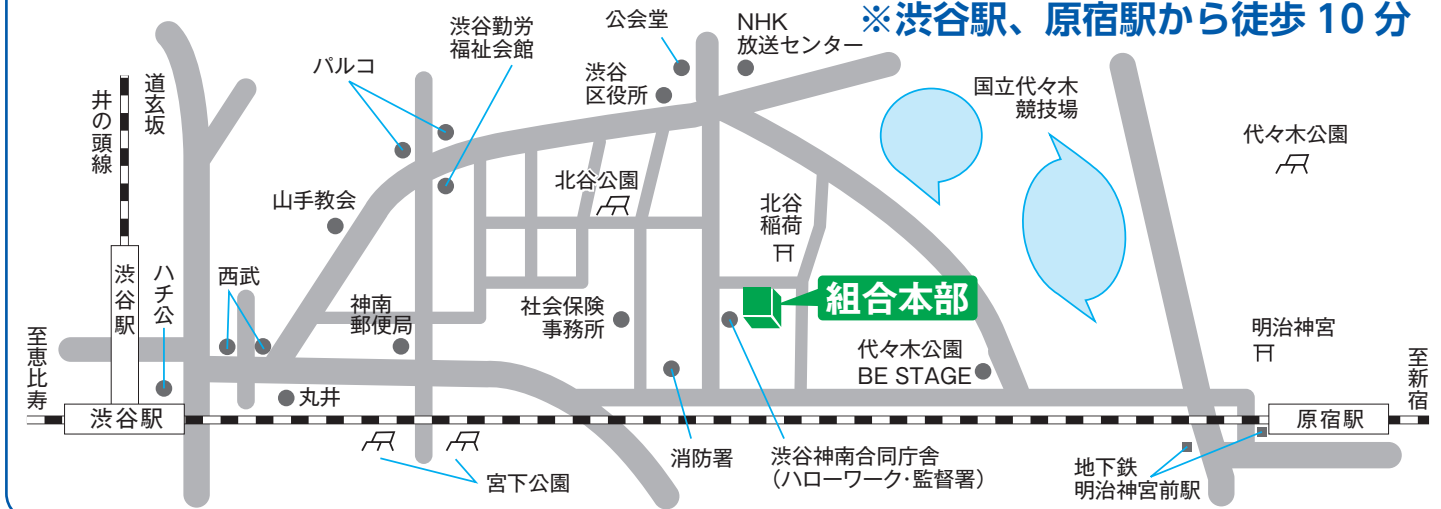 ※渋谷駅、原宿駅から徒歩 10 分
公会堂
NHK
放送センター
渋谷勤労
福祉会館
パルコ
渋谷
区役所
国立代々木
競技場
代々木公園
道玄坂
井の頭線
山手教会
北谷公園
北谷
稲荷
渋谷駅
ハチ公
西武
神南
郵便局
社会保険
事務所
組合本部
明治神宮
代々木公園
BE STAGE
至恵比寿
至新宿
丸井
渋谷駅
原宿駅
宮下公園
消防署
渋谷神南合同庁舎
（ハローワーク・監督署）
地下鉄
明治神宮前駅